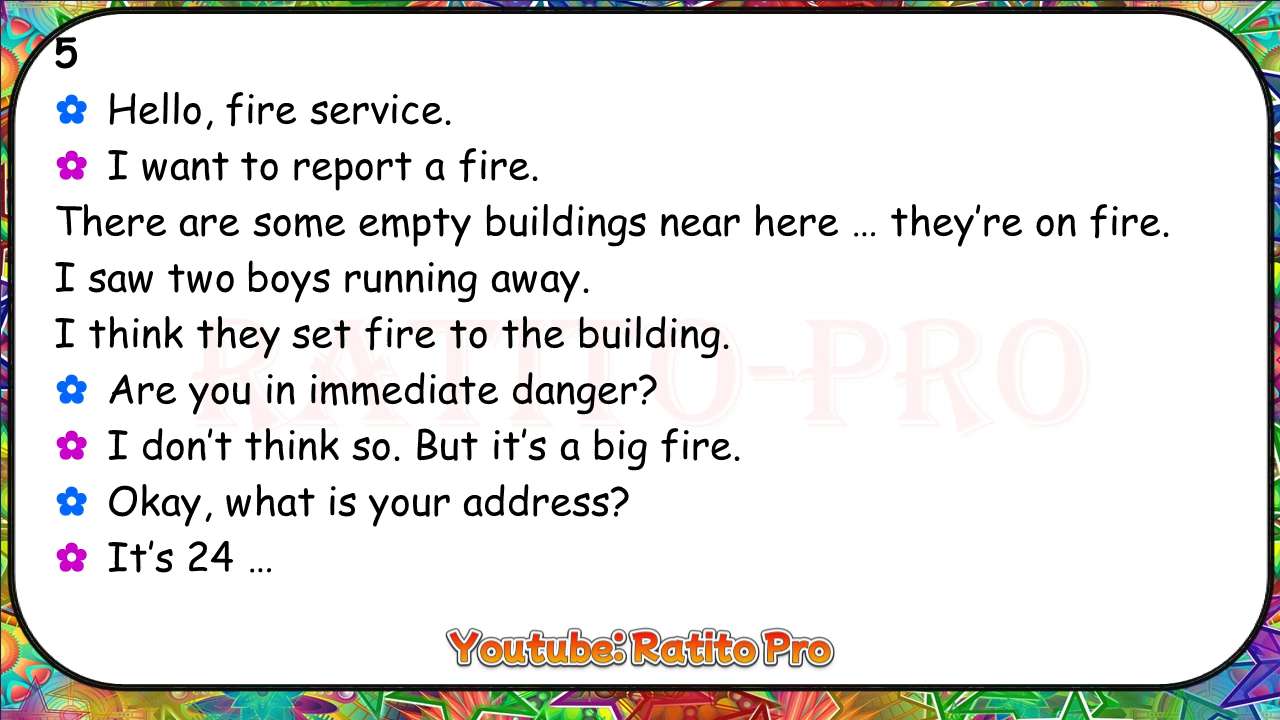 5
Hello, fire service.
I want to report a fire.
There are some empty buildings near here … they’re on fire.
I saw two boys running away.
I think they set fire to the building.
Are you in immediate danger?
I don’t think so. But it’s a big fire.
Okay, what is your address?
It’s 24 …
RATITO-PRO
Youtube: Ratito Pro